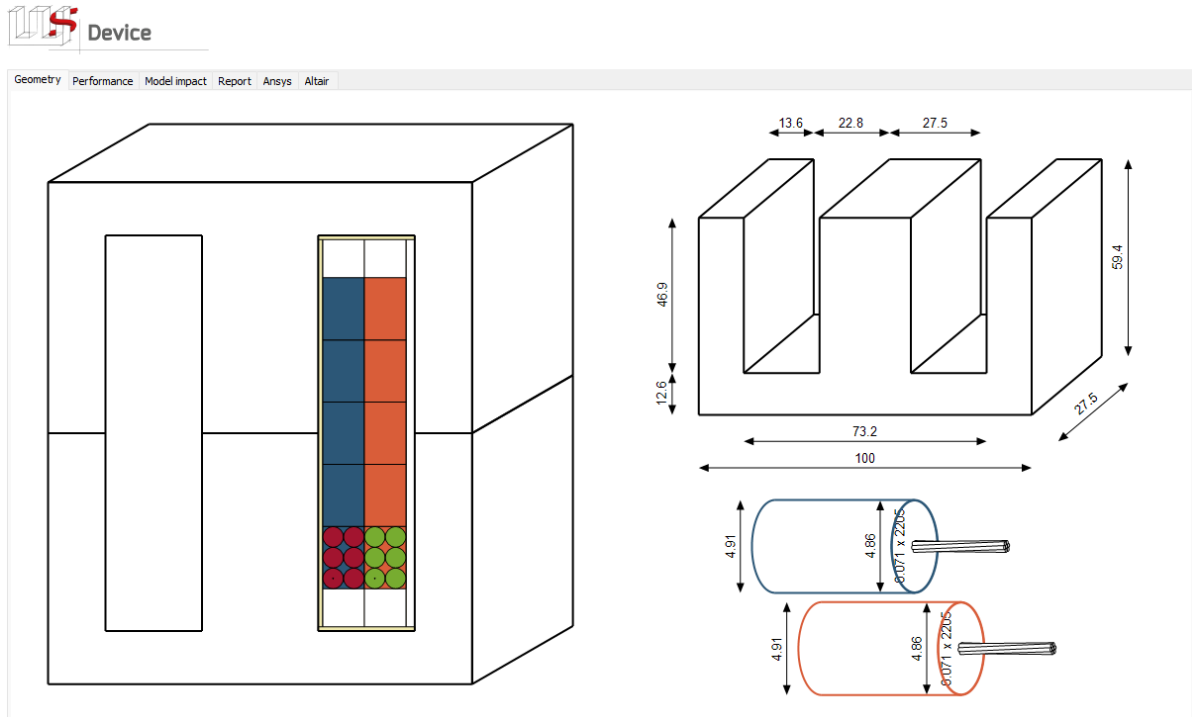 Device
Geometry Performance Model impact Report Ansys Altair
13.6 22.8 27.5
46.9
59.4
12.6
27.5
73.2
100
4.91
4.86
0.071 x 2205
4.91
4.86
0.071 x 2205